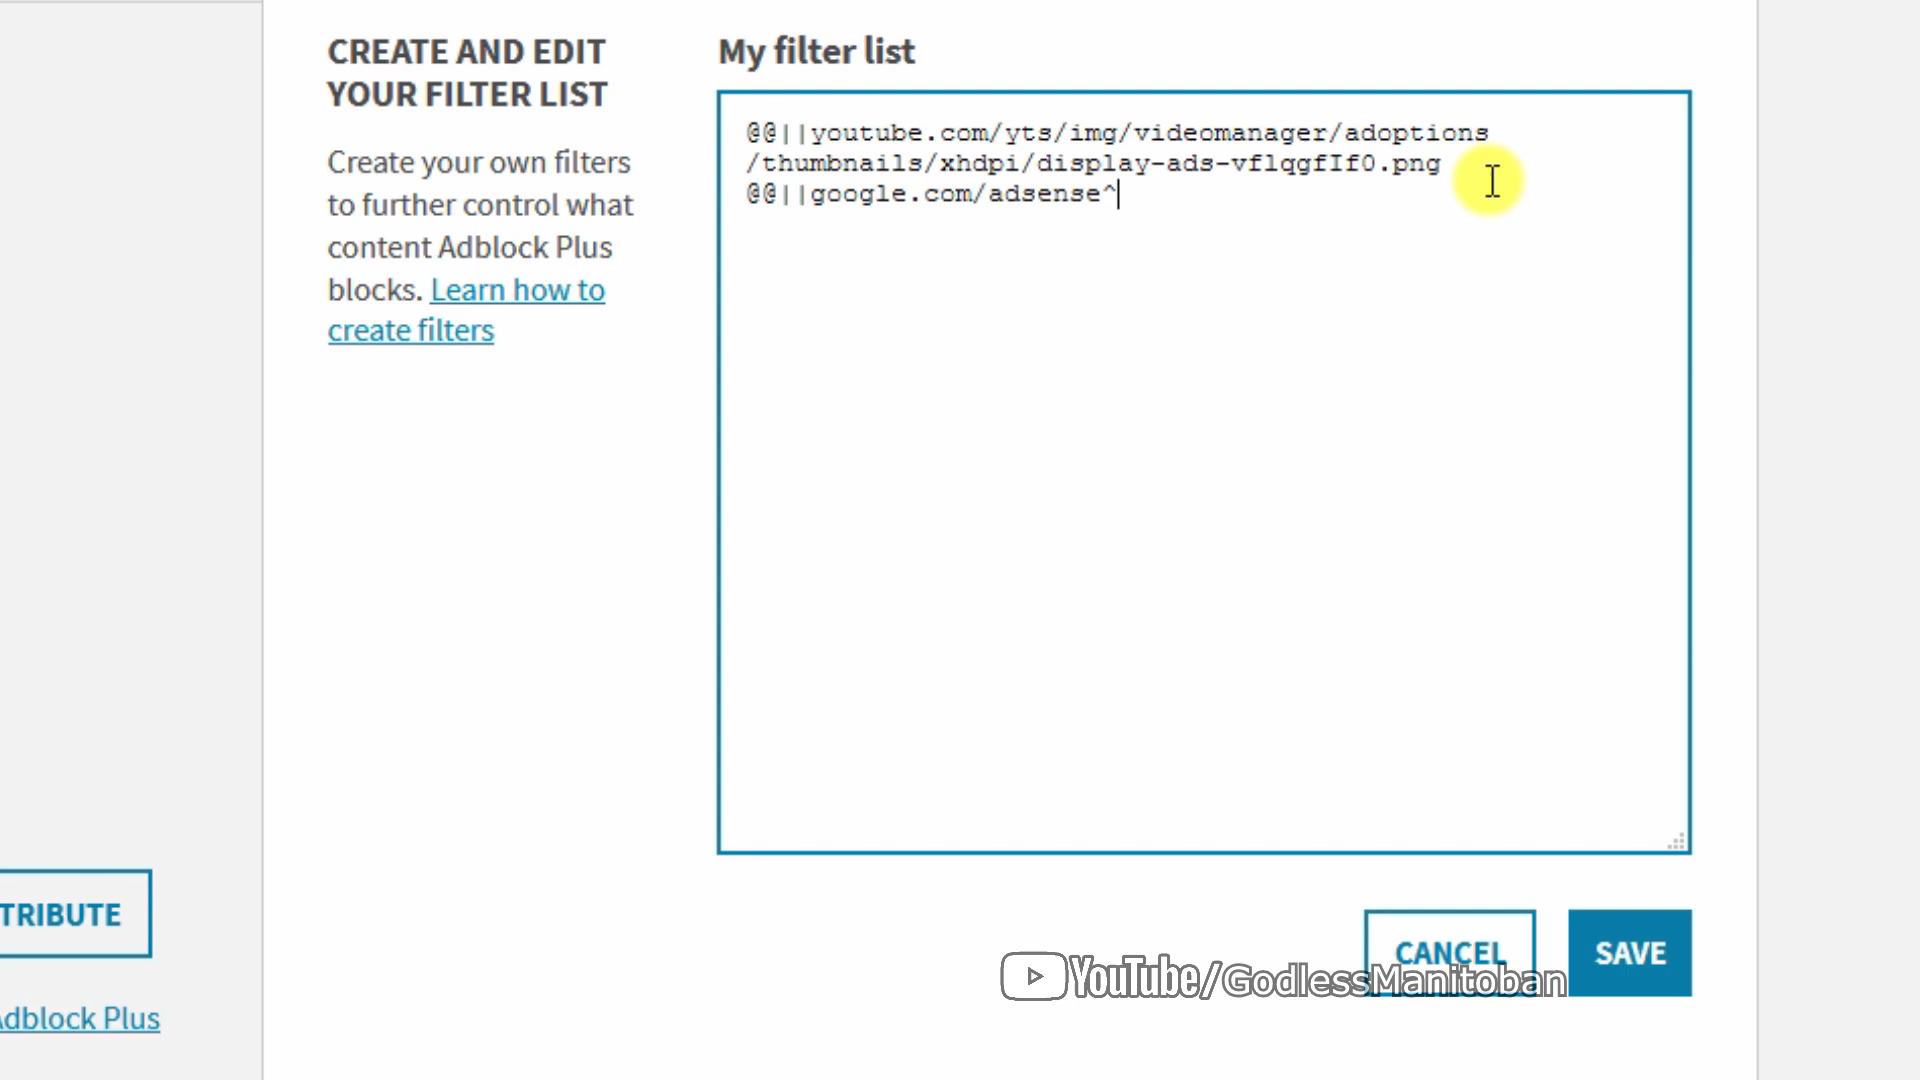 CREATE AND EDIT
YOUR FILTER LIST
Create your own filters
to further control what
content Adblock Plus
blocks. Learn how to
create filters
My filter list
@@||youtube.com/yts/img/videomanager/adoptions
/thumbnails/xhdpi/display-ads-vflqgfIf0.png
@@||google.com/adsense^
TRIBUTE
Adblock Plus
CANCEL
SAVE
YouTube/GodlessManitoban